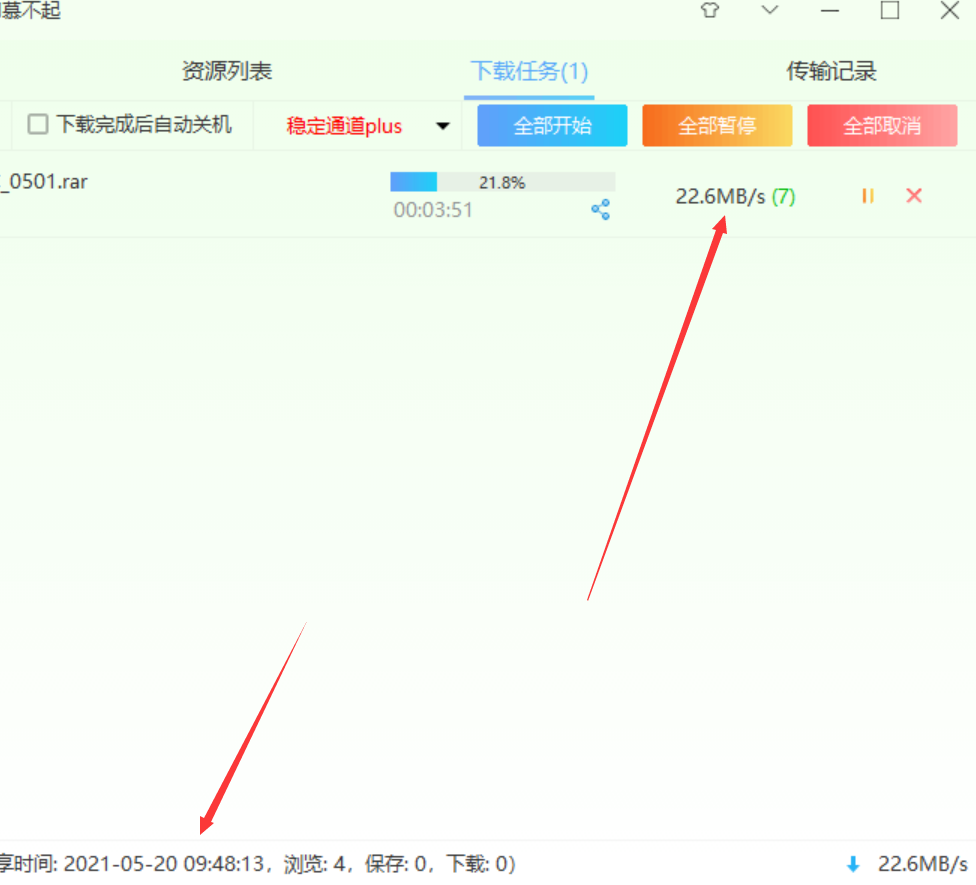 慕不起
资源列表 下载任务(1) 传输记录
下载完成后自动关机 稳定通道plus 全部开始 全部暂停 全部取消
_0501.rar 21.8% 22.6MB/s (7)
00:03:51
享时间: 2021-05-20 09:48:13，浏览: 4，保存: 0，下载: 0) 22.6MB/s